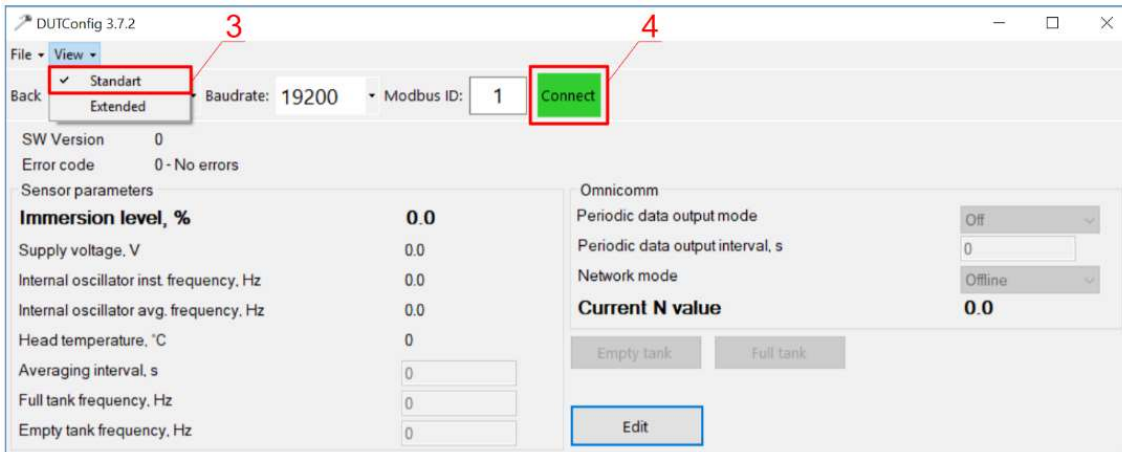 DUTConfig 3.7.2
3
4
File View
Standart
Extended
Back Baudrate: 19200 Modbus ID: 1 Connect
SW Version 0
Error code 0 - No errors
Sensor parameters
Immersion level, % 0.0
Supply voltage, V 0.0
Internal oscillator inst. frequency, Hz 0.0
Internal oscillator avg. frequency, Hz 0.0
Head temperature, °C 0
Averaging interval, s 0
Full tank frequency, Hz 0
Empty tank frequency, Hz 0
Omnicomm
Periodic data output mode Off
Periodic data output interval, s 0
Network mode Offline
Current N value 0.0
Empty tank Full tank
Edit